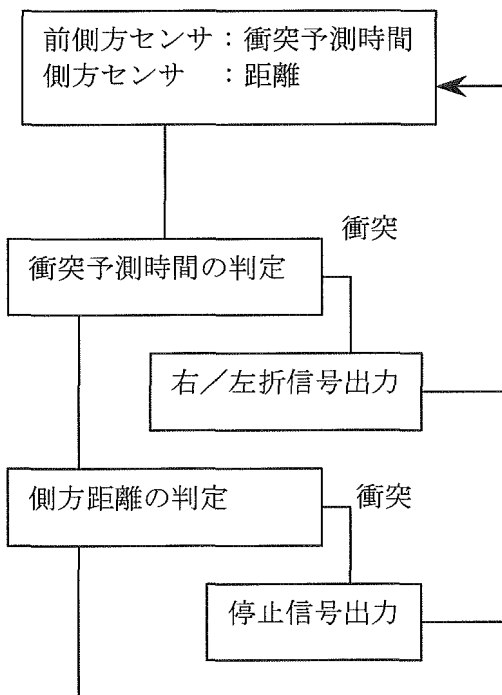 前側方センサ：衝突予測時間
側方センサ　：距離
衝突
衝突予測時間の判定
右／左折信号出力
側方距離の判定
衝突
停止信号出力